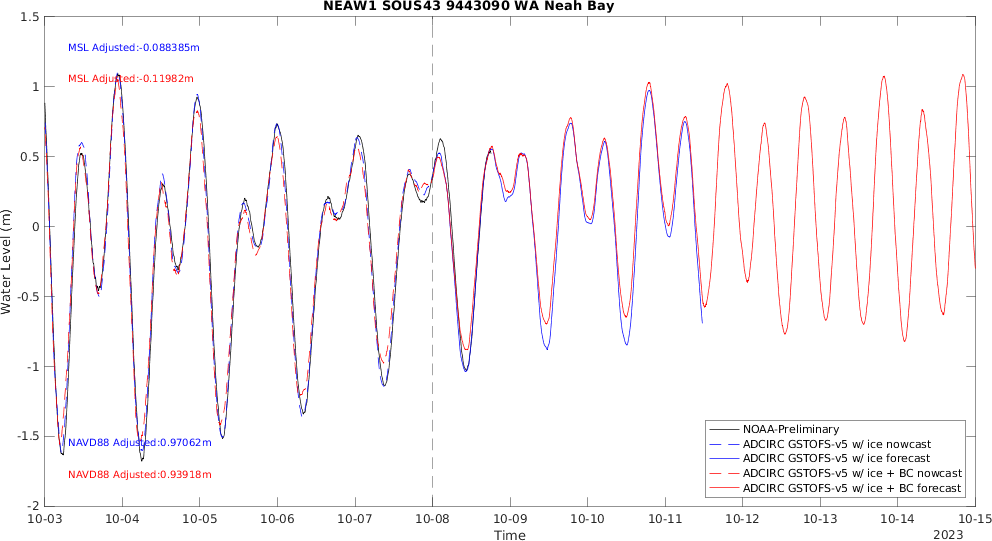 NEAW1 SOUS43 9443090 WA Neah Bay
1.5
1
0.5
0
-0.5
-1
-1.5
-2
Water Level (m)
MSL Adjusted:-0.088385m
MSL Adjusted:-0.11982m
NAVD88 Adjusted:0.97062m
NAVD88 Adjusted:0.93918m
NOAA-Preliminary
ADCIRC GSTOFS-v5 w/ ice nowcast
ADCIRC GSTOFS-v5 w/ ice forecast
ADCIRC GSTOFS-v5 w/ ice + BC nowcast
ADCIRC GSTOFS-v5 w/ ice + BC forecast
10-03 10-04 10-05 10-06 10-07 10-08 10-09 10-10 10-11 10-12 10-13 10-14 10-15
Time
2023